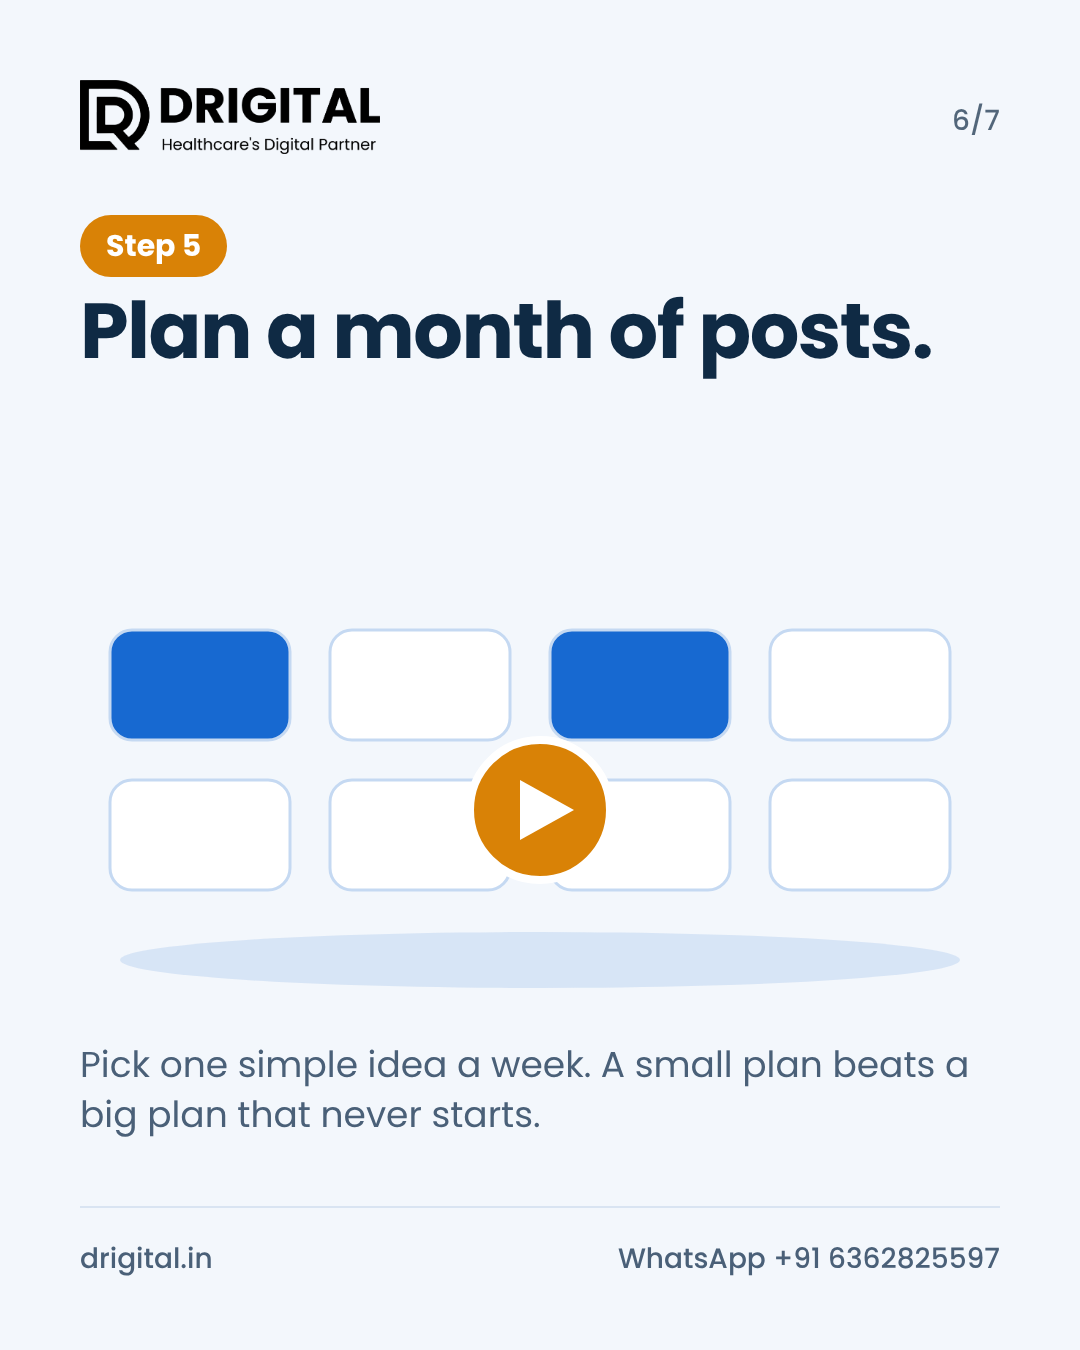 DRIGITAL
Healthcare's Digital Partner
6/7
Step 5
Plan a month of posts.
Pick one simple idea a week. A small plan beats a
big plan that never starts.
drigital.in
WhatsApp +91 6362825597